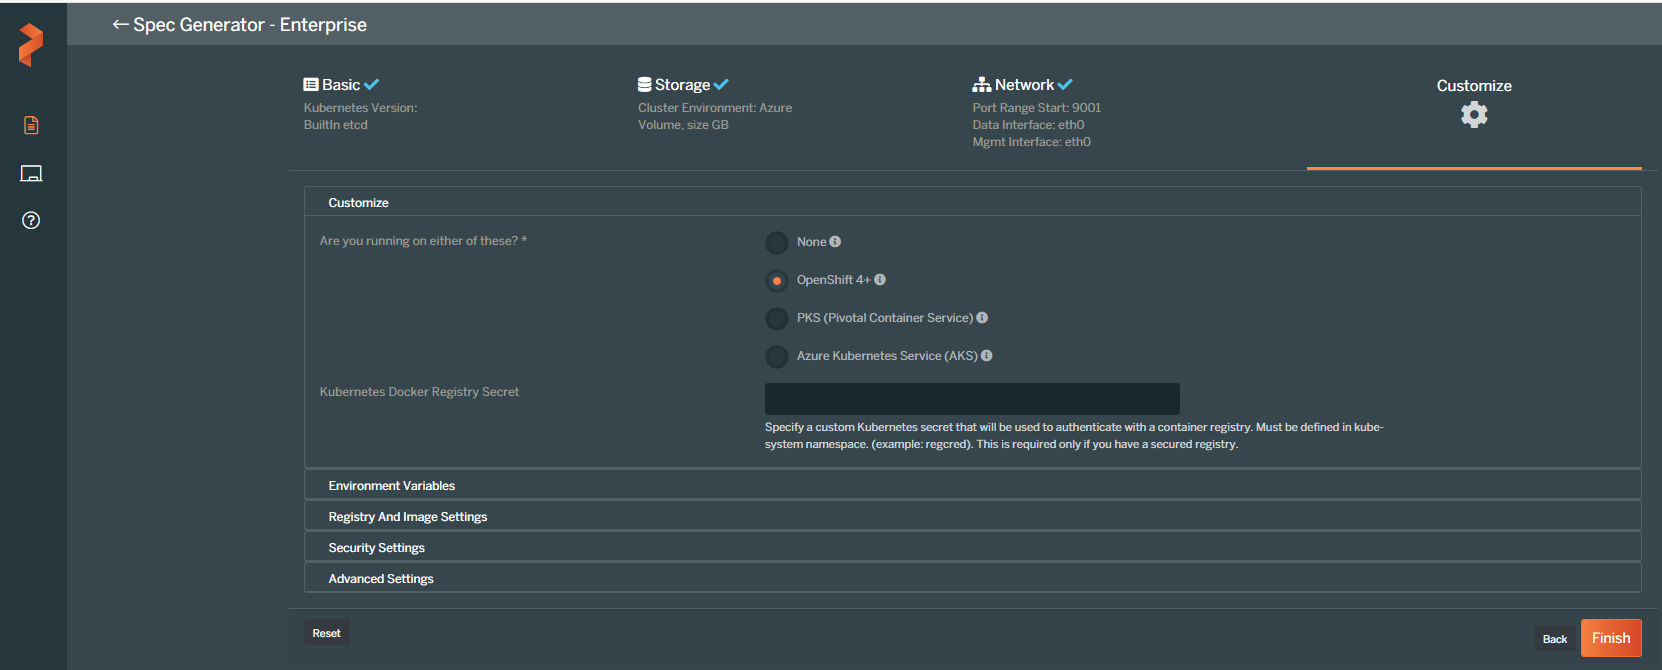 ← Spec Generator - Enterprise
Basic
Kubernetes Version:
BuiltIn etcd
Storage
Cluster Environment: Azure
Volume, size GB
Network
Port Range Start: 9001
Data Interface: eth0
Mgmt Interface: eth0
Customize
Customize
Are you running on either of these? *
None
OpenShift 4+
PKS (Pivotal Container Service)
Azure Kubernetes Service (AKS)
Kubernetes Docker Registry Secret
Specify a custom Kubernetes secret that will be used to authenticate with a container registry. Must be defined in kube-
system namespace. (example: regcred). This is required only if you have a secured registry.
Environment Variables
Registry And Image Settings
Security Settings
Advanced Settings
Reset
Back
Finish